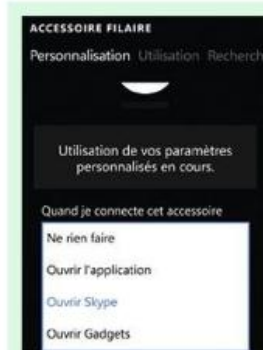 ACCESSOIRE FILAIRE
Personnalisation Utilisation Recherch
Utilisation de vos paramètres
personnalisés en cours.
Quand je connecte cet accessoire
Ne rien faire
Ouvrir l'application
Ouvrir Skype
Ouvrir Gadgets